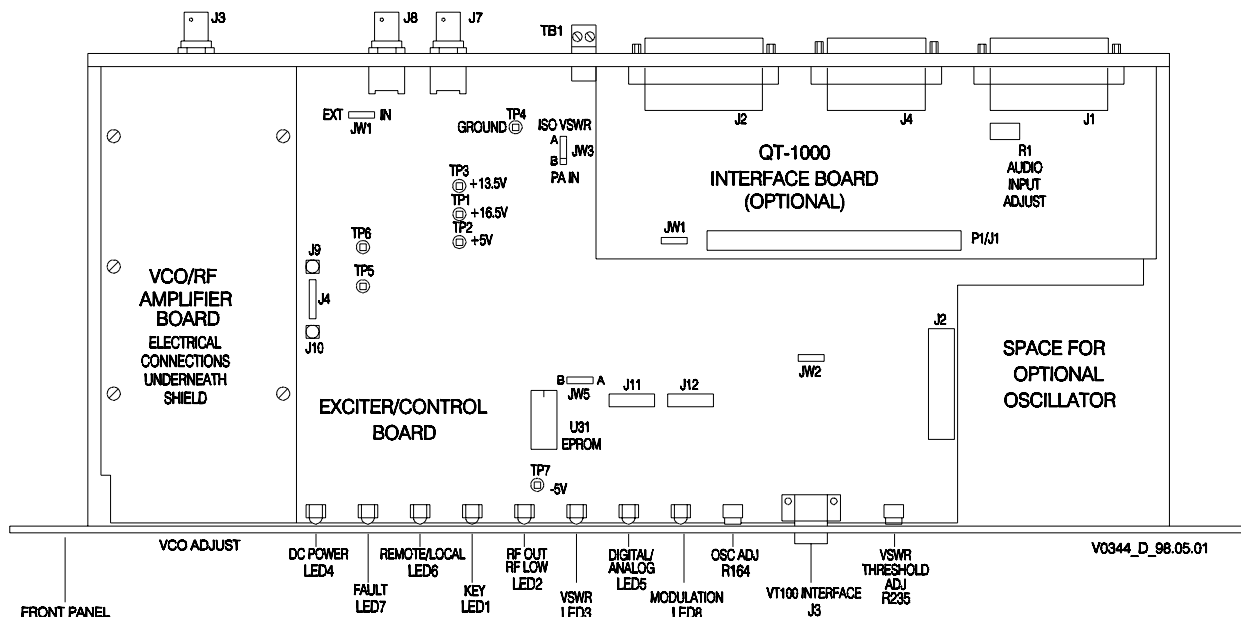 J3
J8
J7
TB1
EXT
IN
JW1
TP4
GROUND
ISO VSWR
A
JW3
B
PA IN
TP3
+13.5V
TP1
+16.5V
TP2
+5V
TP6
TP5
J9
J4
J10
J2
J4
J1
QT-1000
INTERFACE BOARD
(OPTIONAL)
R1
AUDIO
INPUT
ADJUST
JW1
P1/J1
VCO/RF
AMPLIFIER
BOARD
ELECTRICAL
CONNECTIONS
UNDERNEATH
SHIELD
EXCITER/CONTROL
BOARD
B
A
JW5
U31
EPROM
J11
J12
JW2
J2
SPACE FOR
OPTIONAL
OSCILLATOR
TP7
-5V
VCO ADJUST
DC POWER
LED4
FAULT
LED7
REMOTE/LOCAL
LED6
KEY
LED1
RF OUT
RF LOW
LED2
VSWR
LED3
DIGITAL/
ANALOG
LED5
MODULATION
LED8
OSC ADJ
R164
VT100 INTERFACE
J3
VSWR
THRESHOLD
ADJ
R235
V0344_D_98.05.01
FRONT PANEL